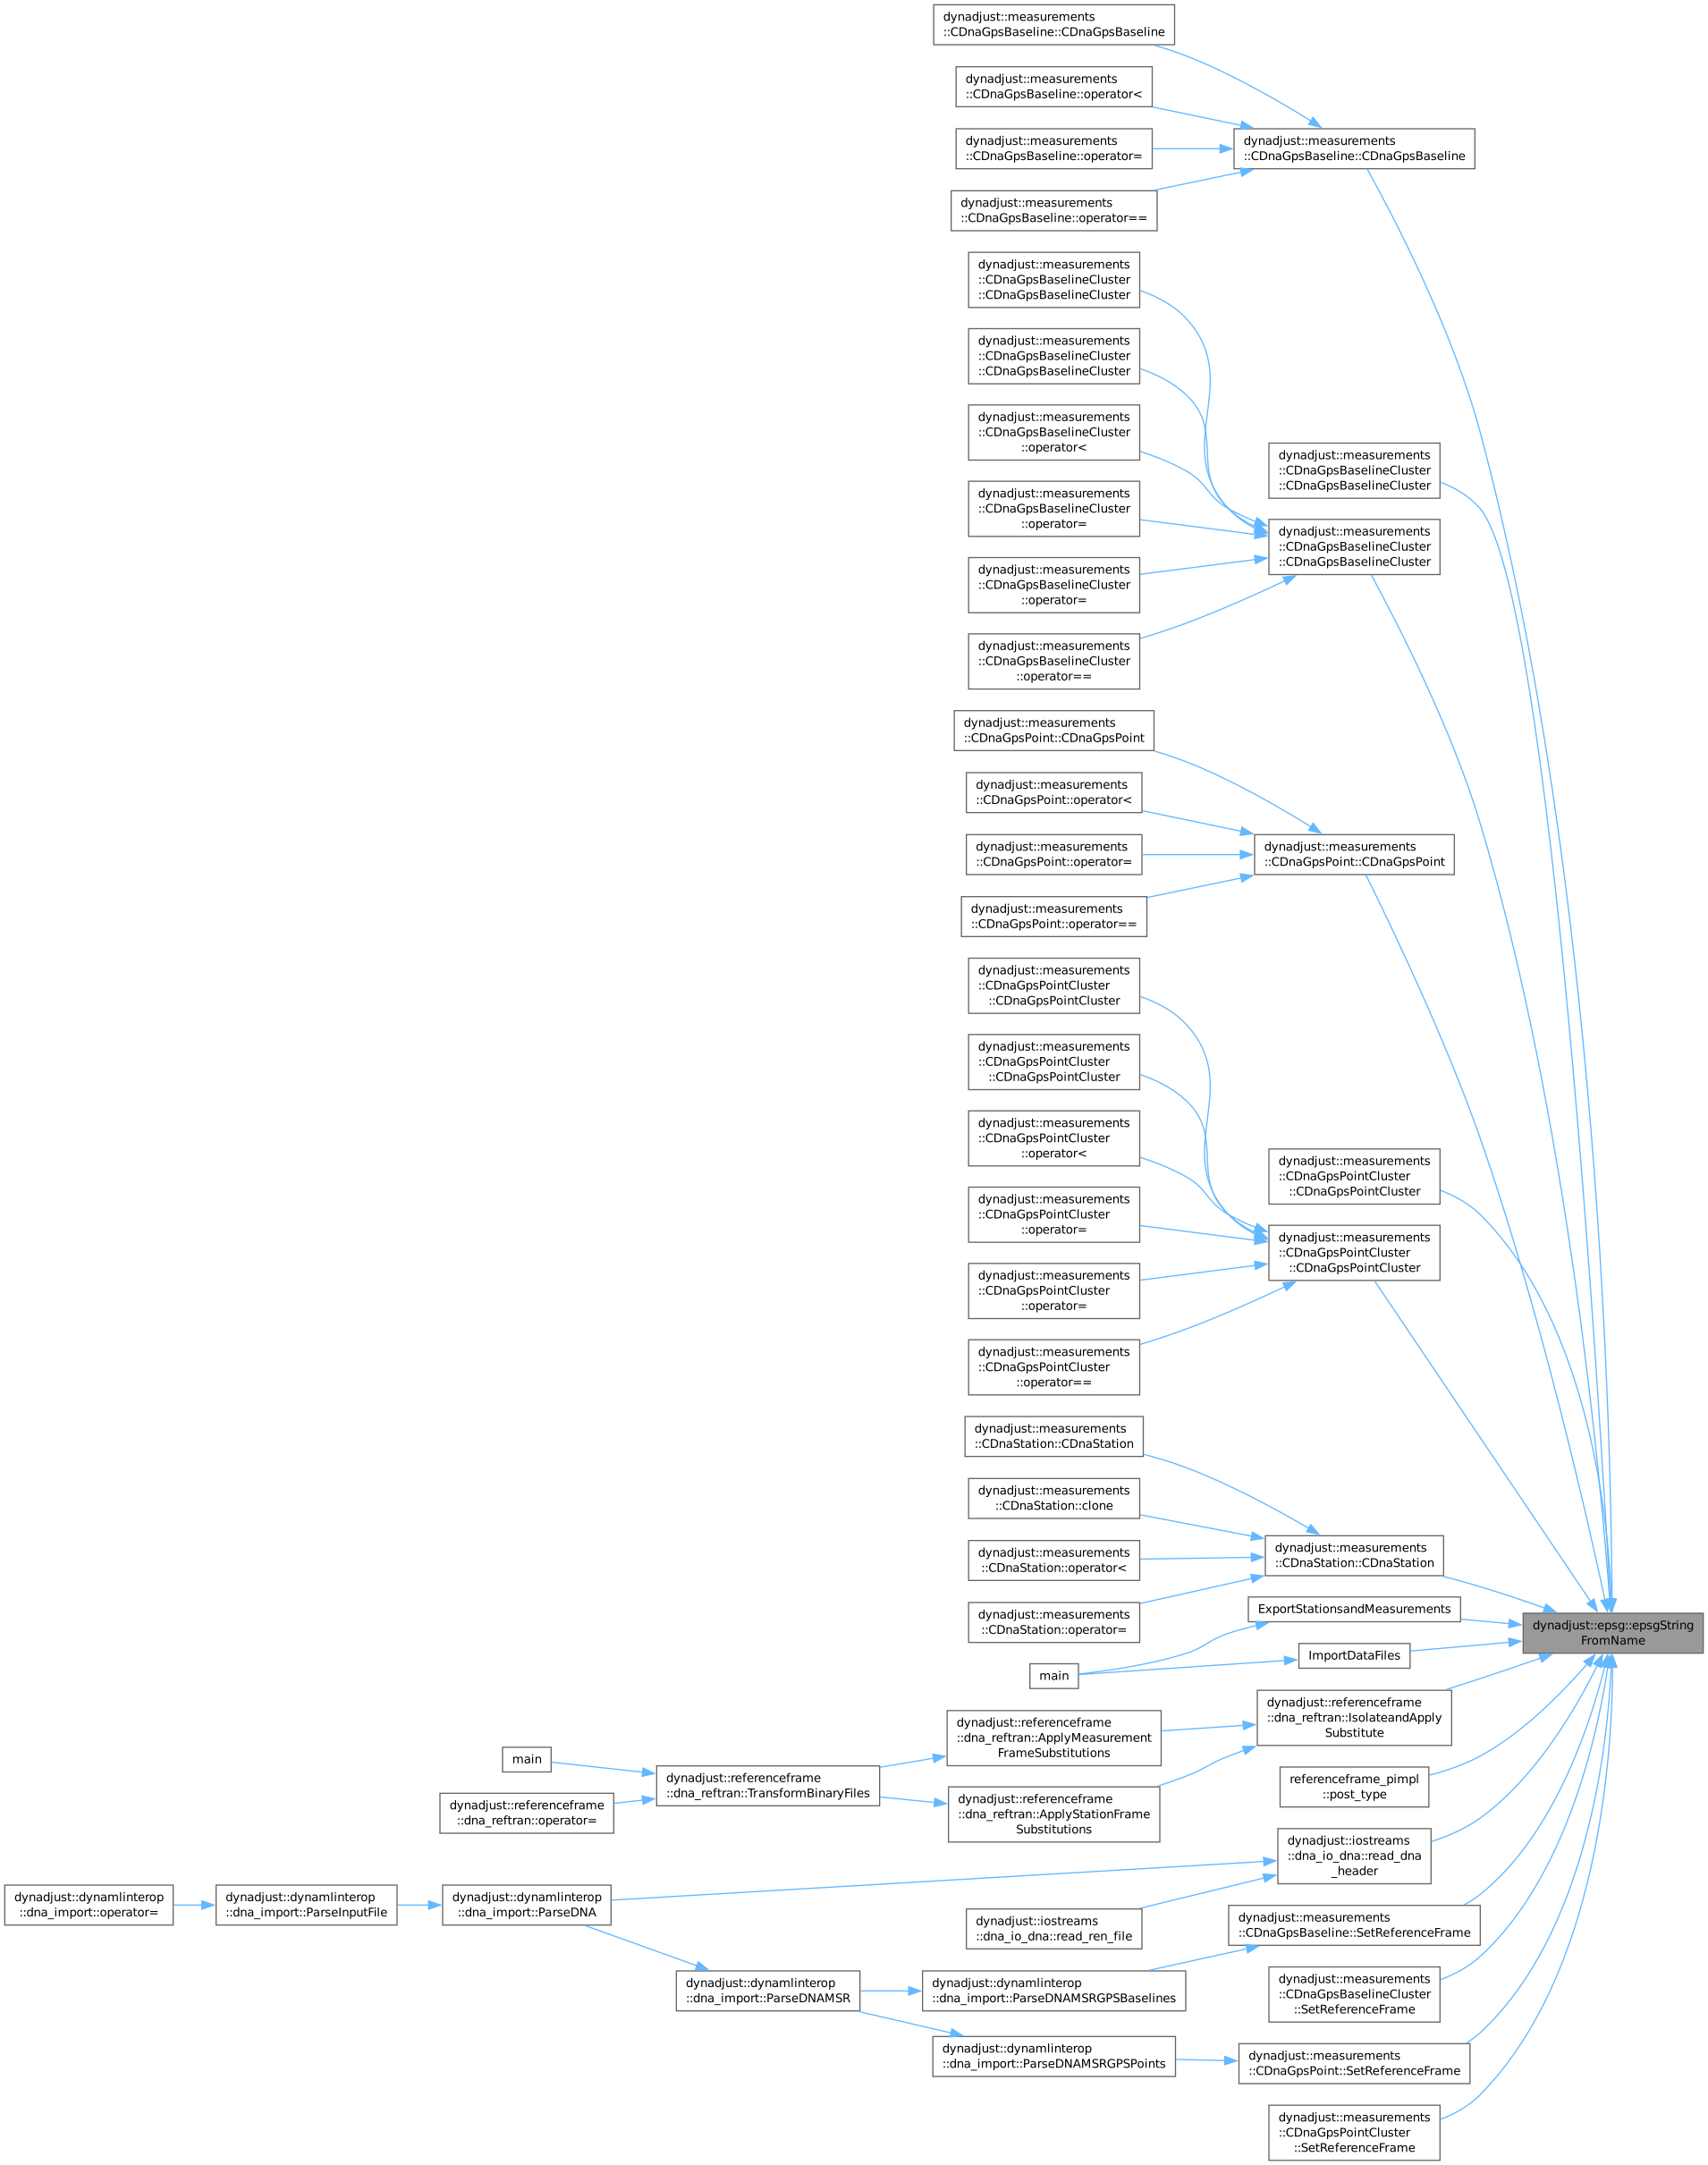 dynadjust::measurements
::CDnaGpsBaseline::CDnaGpsBaseline
dynadjust::measurements
::CDnaGpsBaseline::operator<
dynadjust::measurements
::CDnaGpsBaseline::operator=
dynadjust::measurements
::CDnaGpsBaseline::operator==
dynadjust::measurements
::CDnaGpsBaseline::CDnaGpsBaseline
dynadjust::measurements
::CDnaGpsBaselineCluster
::CDnaGpsBaselineCluster
dynadjust::measurements
::CDnaGpsBaselineCluster
::CDnaGpsBaselineCluster
dynadjust::measurements
::CDnaGpsBaselineCluster
::operator<
dynadjust::measurements
::CDnaGpsBaselineCluster
::operator=
dynadjust::measurements
::CDnaGpsBaselineCluster
::operator=
dynadjust::measurements
::CDnaGpsBaselineCluster
::operator==
dynadjust::measurements
::CDnaGpsBaselineCluster
::CDnaGpsBaselineCluster
dynadjust::measurements
::CDnaGpsBaselineCluster
::CDnaGpsBaselineCluster
dynadjust::measurements
::CDnaGpsPoint::CDnaGpsPoint
dynadjust::measurements
::CDnaGpsPoint::operator<
dynadjust::measurements
::CDnaGpsPoint::operator=
dynadjust::measurements
::CDnaGpsPoint::operator==
dynadjust::measurements
::CDnaGpsPoint::CDnaGpsPoint
dynadjust::measurements
::CDnaGpsPointCluster
::CDnaGpsPointCluster
dynadjust::measurements
::CDnaGpsPointCluster
::CDnaGpsPointCluster
dynadjust::measurements
::CDnaGpsPointCluster
::operator<
dynadjust::measurements
::CDnaGpsPointCluster
::operator=
dynadjust::measurements
::CDnaGpsPointCluster
::operator=
dynadjust::measurements
::CDnaGpsPointCluster
::operator==
dynadjust::measurements
::CDnaGpsPointCluster
::CDnaGpsPointCluster
dynadjust::measurements
::CDnaGpsPointCluster
::CDnaGpsPointCluster
dynadjust::measurements
::CDnaStation::CDnaStation
dynadjust::measurements
::CDnaStation::clone
dynadjust::measurements
::CDnaStation::operator<
dynadjust::measurements
::CDnaStation::operator=
dynadjust::measurements
::CDnaStation::CDnaStation
ExportStationsandMeasurements
dynadjust::epsg::epsgString
FromName
ImportDataFiles
main
dynadjust::referenceframe
::dna_reftran::IsolateandApply
Substitute
dynadjust::referenceframe
::dna_reftran::ApplyMeasurement
FrameSubstitutions
main
dynadjust::referenceframe
::dna_reftran::TransformBinaryFiles
dynadjust::referenceframe
::dna_reftran::operator=
dynadjust::referenceframe
::dna_reftran::ApplyStationFrame
Substitutions
referenceframe_pimpl
::post_type
dynadjust::iostreams
::dna_io_dna::read_dna
_header
dynadjust::dynamlinterop
::dna_import::operator=
dynadjust::dynamlinterop
::dna_import::ParseInputFile
dynadjust::dynamlinterop
::dna_import::ParseDNA
dynadjust::iostreams
::dna_io_dna::read_ren_file
dynadjust::measurements
::CDnaGpsBaseline::SetReferenceFrame
dynadjust::dynamlinterop
::dna_import::ParseDNAMSR
dynadjust::dynamlinterop
::dna_import::ParseDNAMSRGPSBaselines
dynadjust::measurements
::CDnaGpsBaselineCluster
::SetReferenceFrame
dynadjust::dynamlinterop
::dna_import::ParseDNAMSRGPSPoints
dynadjust::measurements
::CDnaGpsPoint::SetReferenceFrame
dynadjust::measurements
::CDnaGpsPointCluster
::SetReferenceFrame